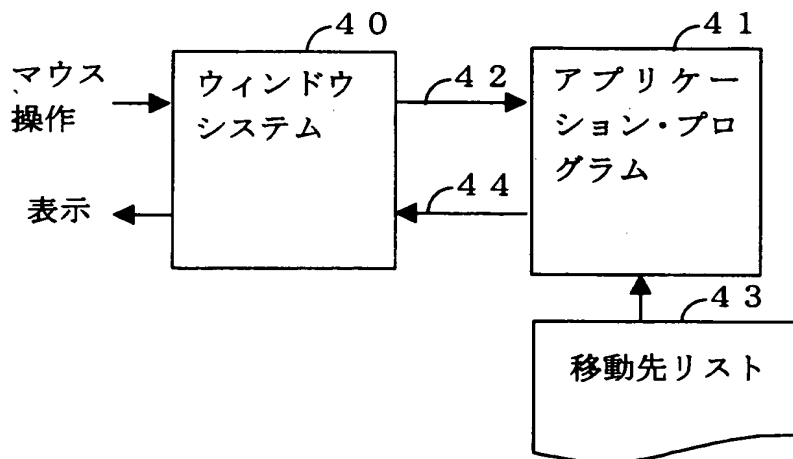 40
41
マウス
操作
ウィンドウ
システム
42
アプリケー
ション・プロ
グラム
表示
44
43
移動先リスト